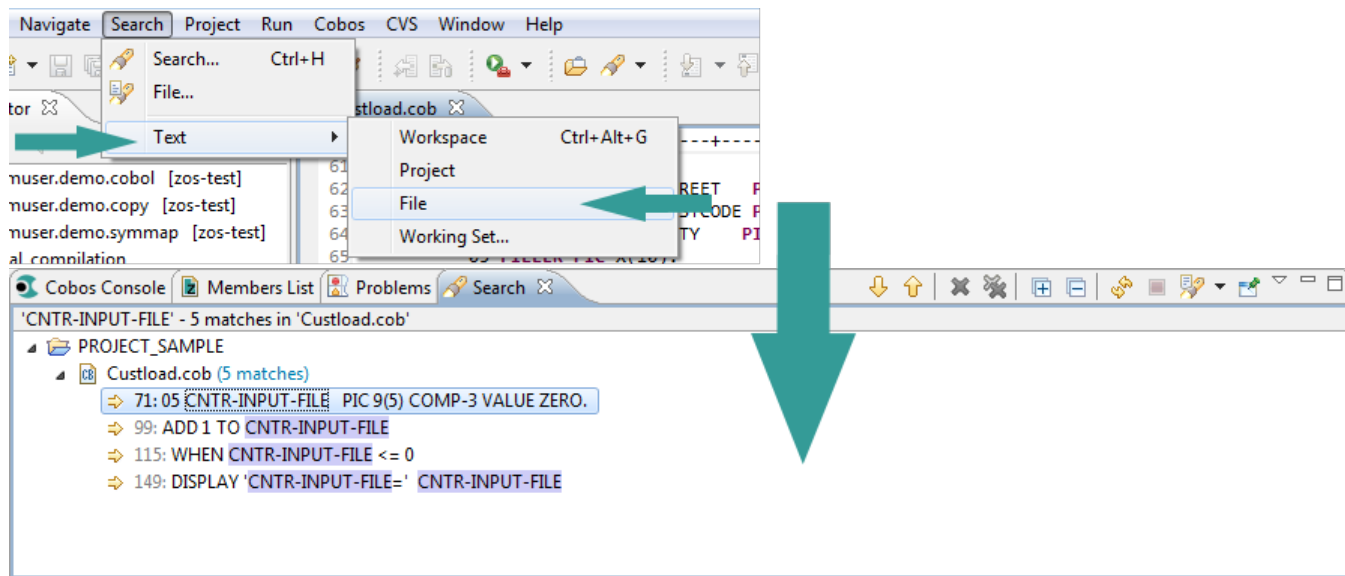 Navigate Search Project Run Cobos CVS Window Help
Search... Ctrl+H
File...
tor stload.cob
Text Workspace Ctrl+Alt+G ---+----
61 Project
muser.demo.cobol [zos-test] 62 File REET P
muser.demo.copy [zos-test] 63 P
muser.demo.symmap [zos-test] 64 Working Set... TY PI
al compilation 65 05 FILLER PIC X(10).
Cobos Console Members List Problems Search
'CNTR-INPUT-FILE' - 5 matches in 'Custload.cob'
PROJECT_SAMPLE
Custload.cob (5 matches)
71: 05 CNTR-INPUT-FILE PIC 9(5) COMP-3 VALUE ZERO.
99: ADD 1 TO CNTR-INPUT-FILE
115: WHEN CNTR-INPUT-FILE <= 0
149: DISPLAY 'CNTR-INPUT-FILE=' CNTR-INPUT-FILE